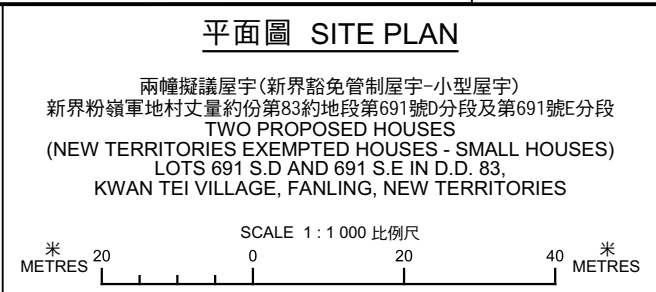 平面圖 SITE PLAN
兩幢擬議屋宇(新界豁免管制屋宇-小型屋宇)
新界粉嶺軍地村丈量約份第83約地段第691號D分段及第691號E分段
TWO PROPOSED HOUSES
(NEW TERRITORIES EXEMPTED HOUSES - SMALL HOUSES)
LOTS 691 S.D AND 691 S.E IN D.D. 83,
KWAN TEI VILLAGE, FANLING, NEW TERRITORIES
SCALE 1 : 1 000 比例尺
米 METRES 20 0 20 40 米 METRES